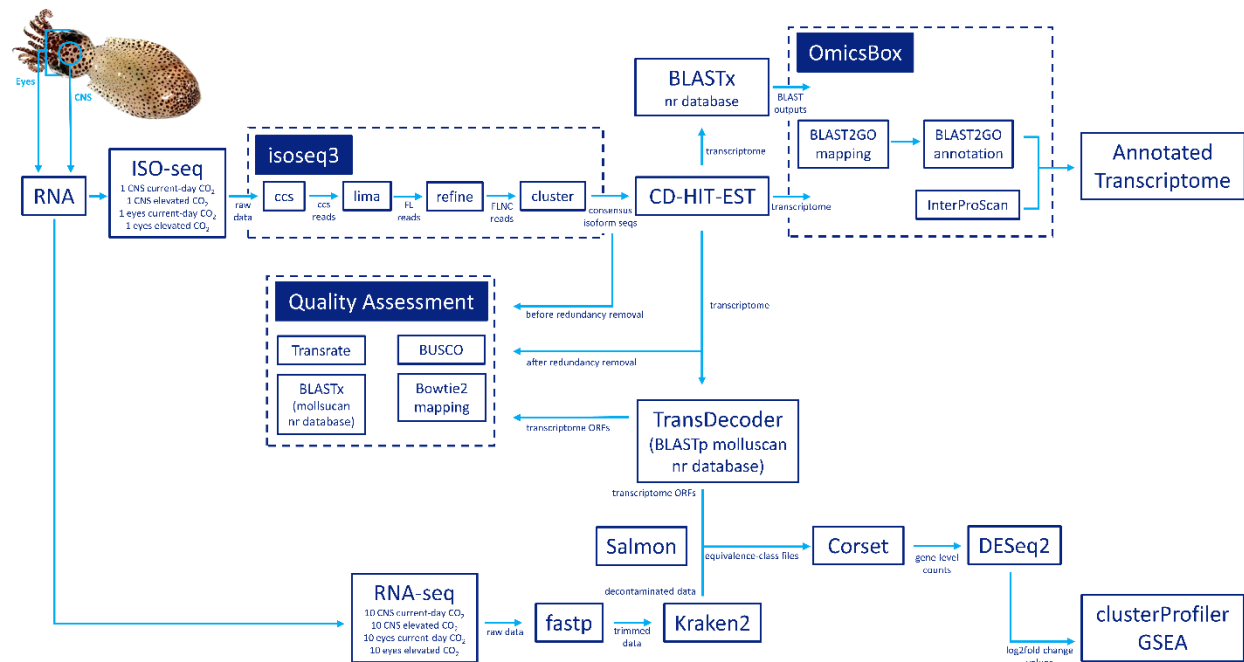 Eyes
CNS
RNA
ISO-seq
1 CNS current-day CO₂
1 CNS elevated CO₂
1 eyes current-day CO₂
1 eyes elevated CO₂
raw
data
isoseq3
ccs
ccs
reads
lima
FL
reads
refine
FLNC
reads
cluster
consensus
isoform seqs
CD-HIT-EST
transcriptome
BLASTx
nr database
BLAST
outputs
transcriptome
OmicsBox
BLAST2GO
mapping
BLAST2GO
annotation
InterProScan
Annotated
Transcriptome
Quality Assessment
before redundancy removal
Transrate
BUSCO
after redundancy removal
BLASTx
(mollsucan
nr database)
Bowtie2
mapping
transcriptome ORFs
transcriptome
TransDecoder
(BLASTp molluscan
nr database)
transcriptome ORFs
Salmon
equivalence-class files
Corset
gene level
counts
DESeq2
decontaminated data
RNA-seq
10 CNS current-day CO₂
10 CNS elevated CO₂
10 eyes current-day CO₂
10 eyes elevated CO₂
raw data
fastp
trimmed
data
Kraken2
log2fold change
values
clusterProfiler
GSEA